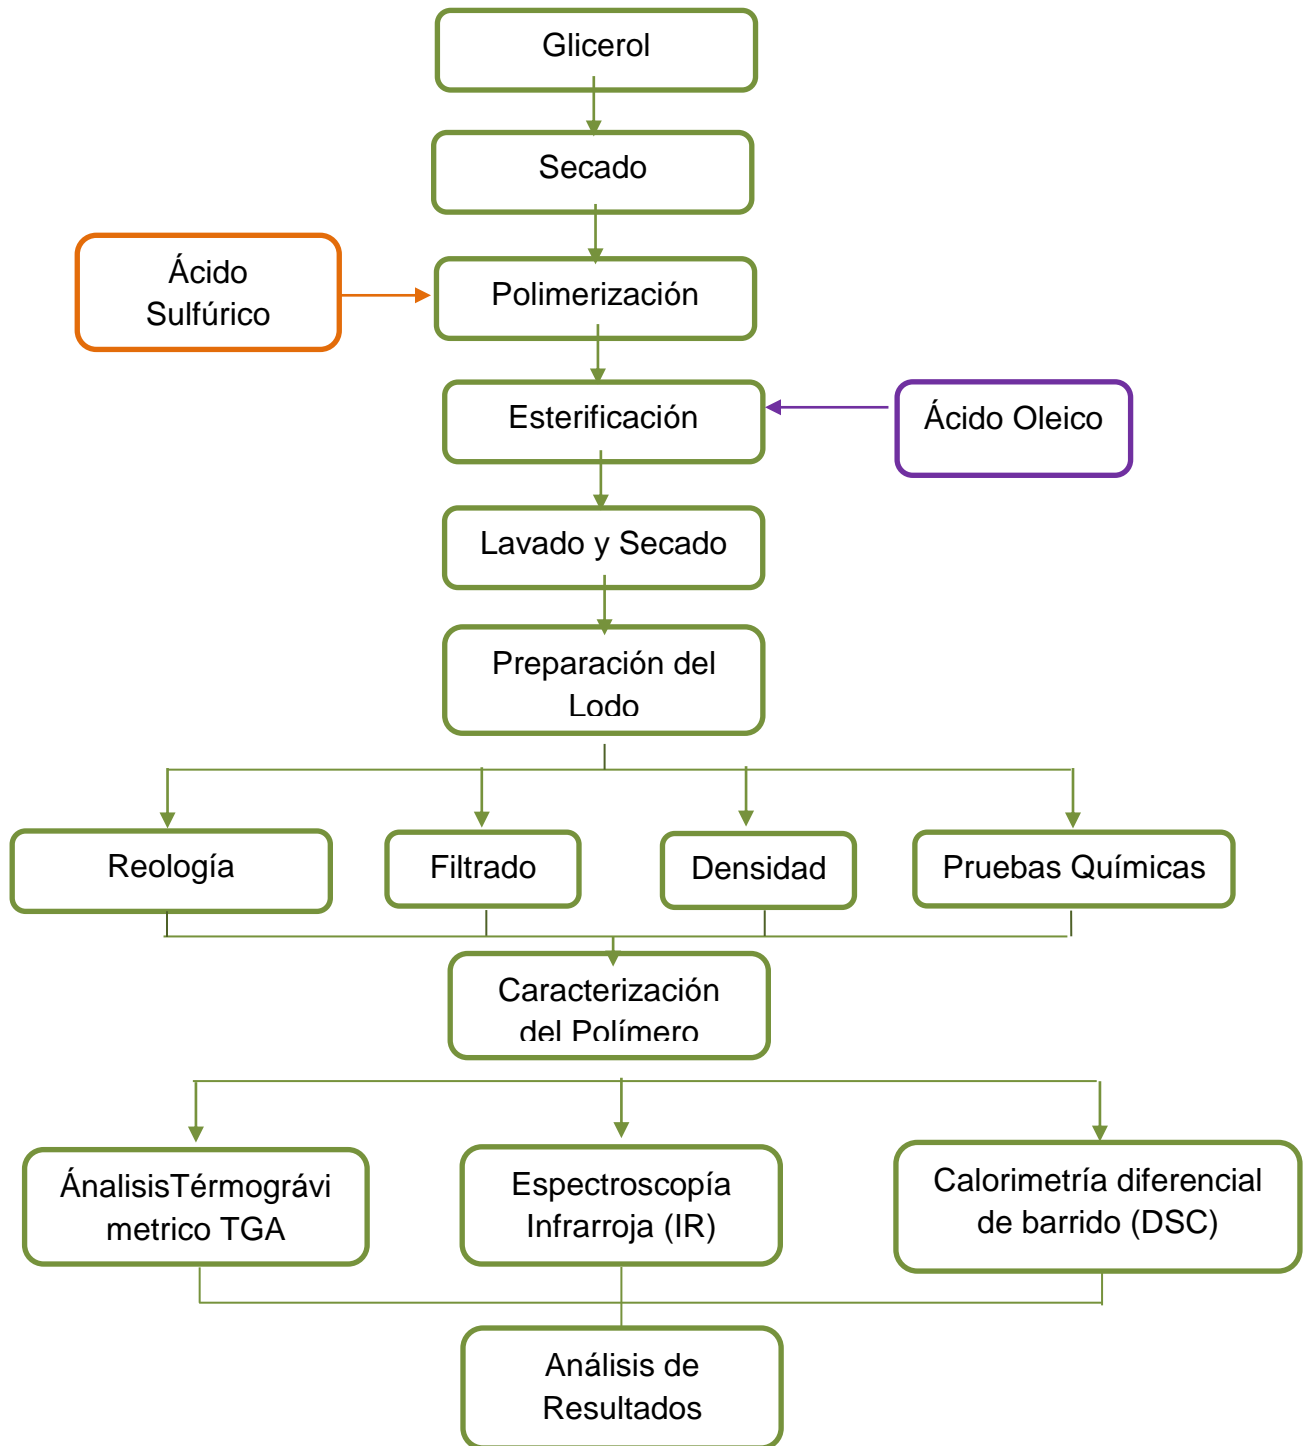 Glicerol
Secado
Ácido
Sulfúrico
Polimerización
Esterificación
Ácido Oleico
Lavado y Secado
Preparación del
Lodo
Reología
Filtrado
Densidad
Pruebas Químicas
Caracterización
del Polímero
ÁnalisisTérmográvi
metrico TGA
Espectroscopía
Infrarroja (IR)
Calorimetría diferencial
de barrido (DSC)
Análisis de
Resultados